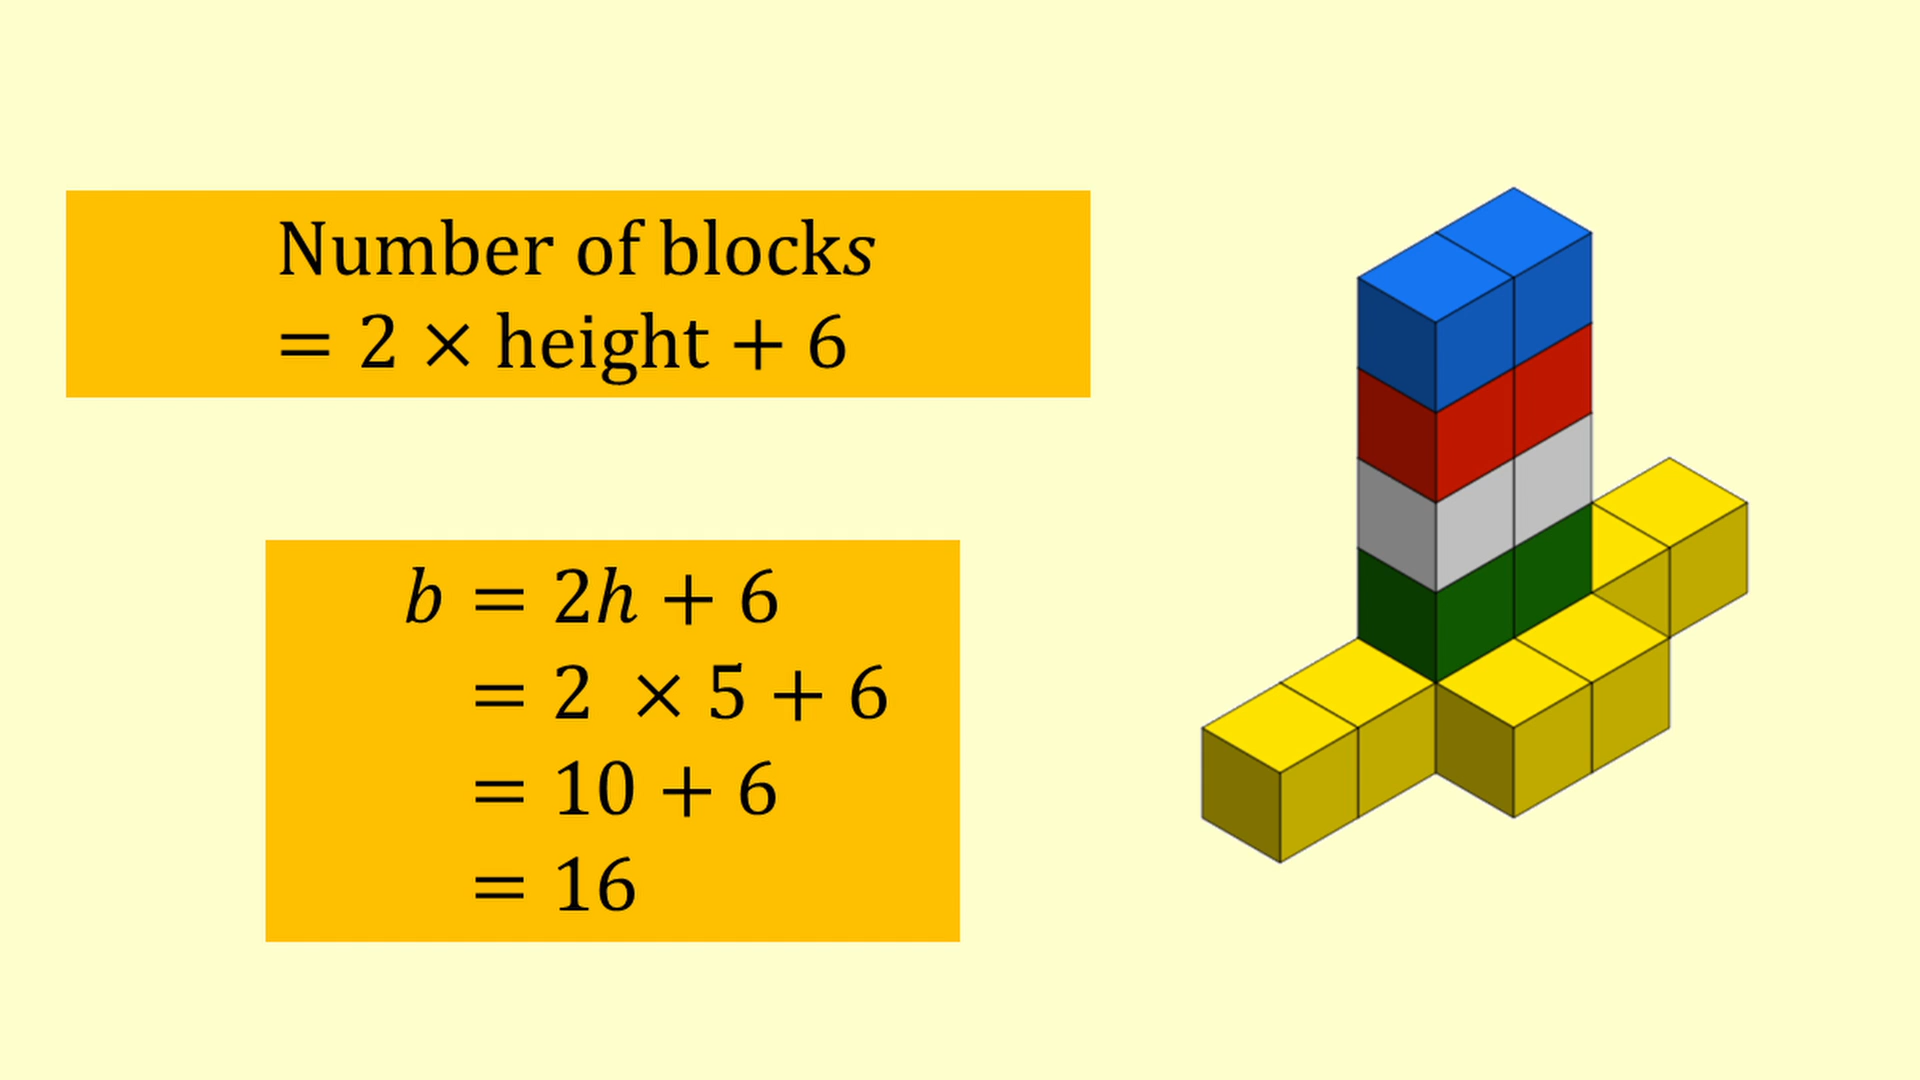 Number of blocks
= 2 × height + 6
b = 2h + 6
= 2 × 5 + 6
= 10 + 6
= 16